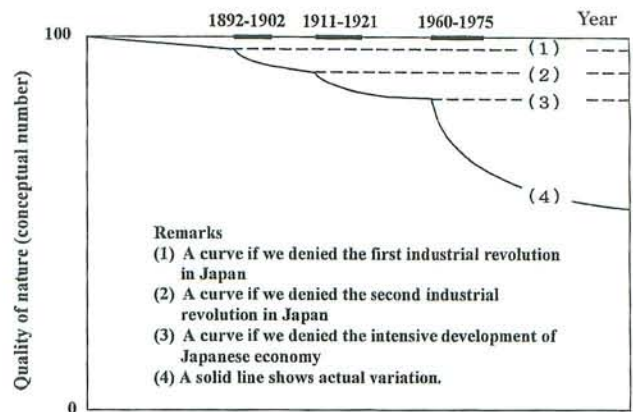 1892-1902 1911-1921 1960-1975 Year
100
(1)
(2)
(3)
(4)
Quality of nature (conceptual number)
Remarks
(1) A curve if we denied the first industrial revolution
in Japan
(2) A curve if we denied the second industrial
revolution in Japan
(3) A curve if we denied the intensive development of
Japanese economy
(4) A solid line shows actual variation.
0